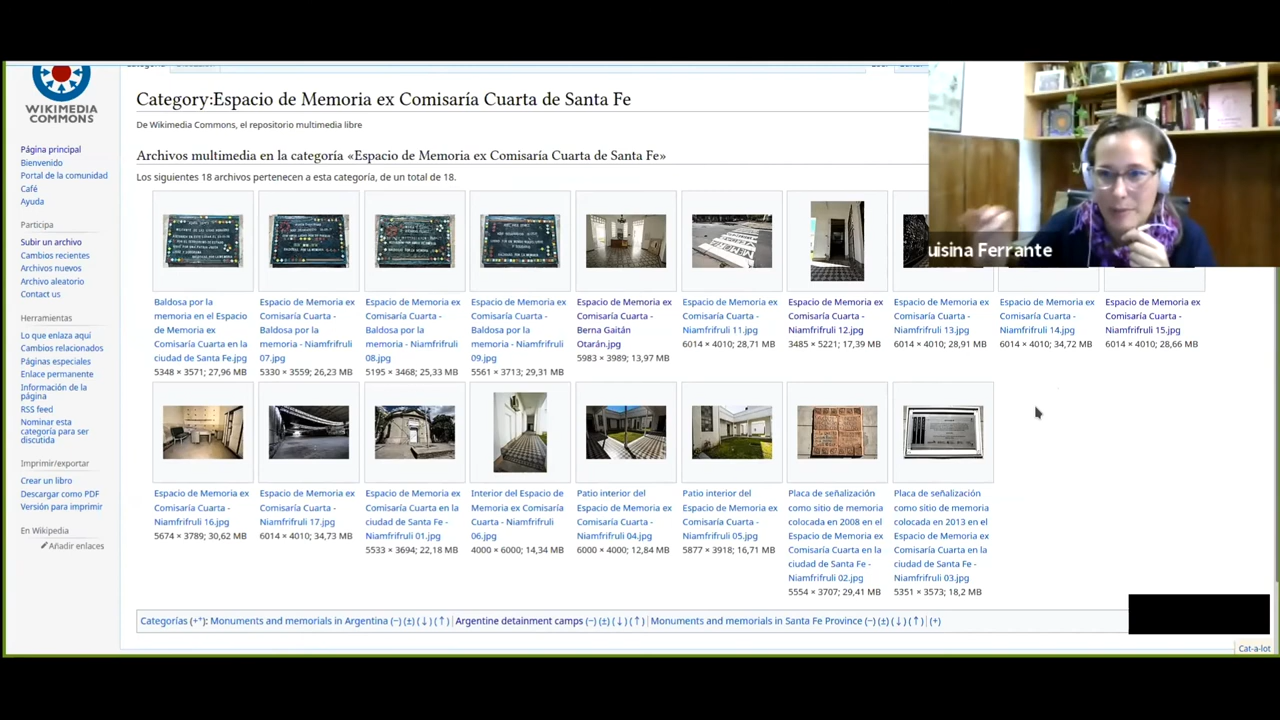 WIKIMEDIA
COMMONS
Página principal
Bienvenido
Portal de la comunidad
Café
Ayuda
Participa
Subir un archivo
Cambios recientes
Archivos nuevos
Archivo aleatorio
Contact us
Herramientas
Lo que enlaza aquí
Cambios relacionados
Páginas especiales
Enlace permanente
Información de la
página
RSS feed
Nominar esta
categoría para ser
discutida
Imprimir/exportar
Crear un libro
Descargar como PDF
Versión para imprimir
En Wikipedia
Añadir enlaces
Category:Espacio de Memoria ex Comisaría Cuarta de Santa Fe
De Wikimedia Commons, el repositorio multimedia libre
Archivos multimedia en la categoría «Espacio de Memoria ex Comisaría Cuarta de Santa Fe»
Los siguientes 18 archivos pertenecen a esta categoría, de un total de 18.
uisina Ferrante
Baldosa por la
memoria en el Espacio
de Memoria ex
Comisaría Cuarta en la
ciudad de Santa Fe.jpg
5348 × 3571; 27,96 MB
Espacio de Memoria ex
Comisaría Cuarta -
Baldosa por la
memoria - Niamfrifruli
07.jpg
5330 × 3559; 26,23 MB
Espacio de Memoria ex
Comisaría Cuarta -
Baldosa por la
memoria - Niamfrifruli
08.jpg
5195 × 3468; 25,33 MB
Espacio de Memoria ex
Comisaría Cuarta -
Baldosa por la
memoria - Niamfrifruli
09.jpg
5561 × 3713; 29,31 MB
Espacio de Memoria ex
Comisaría Cuarta -
Berna Gaitán
Otarán.jpg
5983 × 3989; 13,97 MB
Espacio de Memoria ex
Comisaría Cuarta -
Niamfrifruli 11.jpg
6014 × 4010; 28,71 MB
Espacio de Memoria ex
Comisaría Cuarta -
Niamfrifruli 12.jpg
3485 × 5221; 17,39 MB
Espacio de Memoria ex
Comisaría Cuarta -
Niamfrifruli 13.jpg
6014 × 4010; 28,91 MB
Espacio de Memoria ex
Comisaría Cuarta -
Niamfrifruli 14.jpg
6014 × 4010; 34,72 MB
Espacio de Memoria ex
Comisaría Cuarta -
Niamfrifruli 15.jpg
6014 × 4010; 28,66 MB
Espacio de Memoria ex
Comisaría Cuarta -
Niamfrifruli 16.jpg
5674 × 3789; 30,62 MB
Espacio de Memoria ex
Comisaría Cuarta -
Niamfrifruli 17.jpg
6014 × 4010; 34,73 MB
Espacio de Memoria ex
Comisaría Cuarta en la
ciudad de Santa Fe -
Niamfrifruli 01.jpg
5533 × 3694; 22,18 MB
Interior del Espacio de
Memoria ex Comisaría
Cuarta - Niamfrifruli
06.jpg
4000 × 6000; 14,34 MB
Patio interior del
Espacio de Memoria ex
Comisaría Cuarta -
Niamfrifruli 04.jpg
6000 × 4000; 12,84 MB
Patio interior del
Espacio de Memoria ex
Comisaría Cuarta -
Niamfrifruli 05.jpg
5877 × 3918; 16,71 MB
Placa de señalización
como sitio de memoria
colocada en 2008 en el
Espacio de Memoria ex
Comisaría Cuarta en la
ciudad de Santa Fe -
Niamfrifruli 02.jpg
5554 × 3707; 29,41 MB
Placa de señalización
como sitio de memoria
colocada en 2013 en el
Espacio de Memoria ex
Comisaría Cuarta en la
ciudad de Santa Fe -
Niamfrifruli 03.jpg
5351 × 3573; 18,2 MB
Categorías (+⁺): Monuments and memorials in Argentina (−) (±) (↓) (↑) | Argentine detainment camps (−) (±) (↓) (↑) | Monuments and memorials in Santa Fe Province (−) (±) (↓) (↑) | (+)
Cat-a-lot